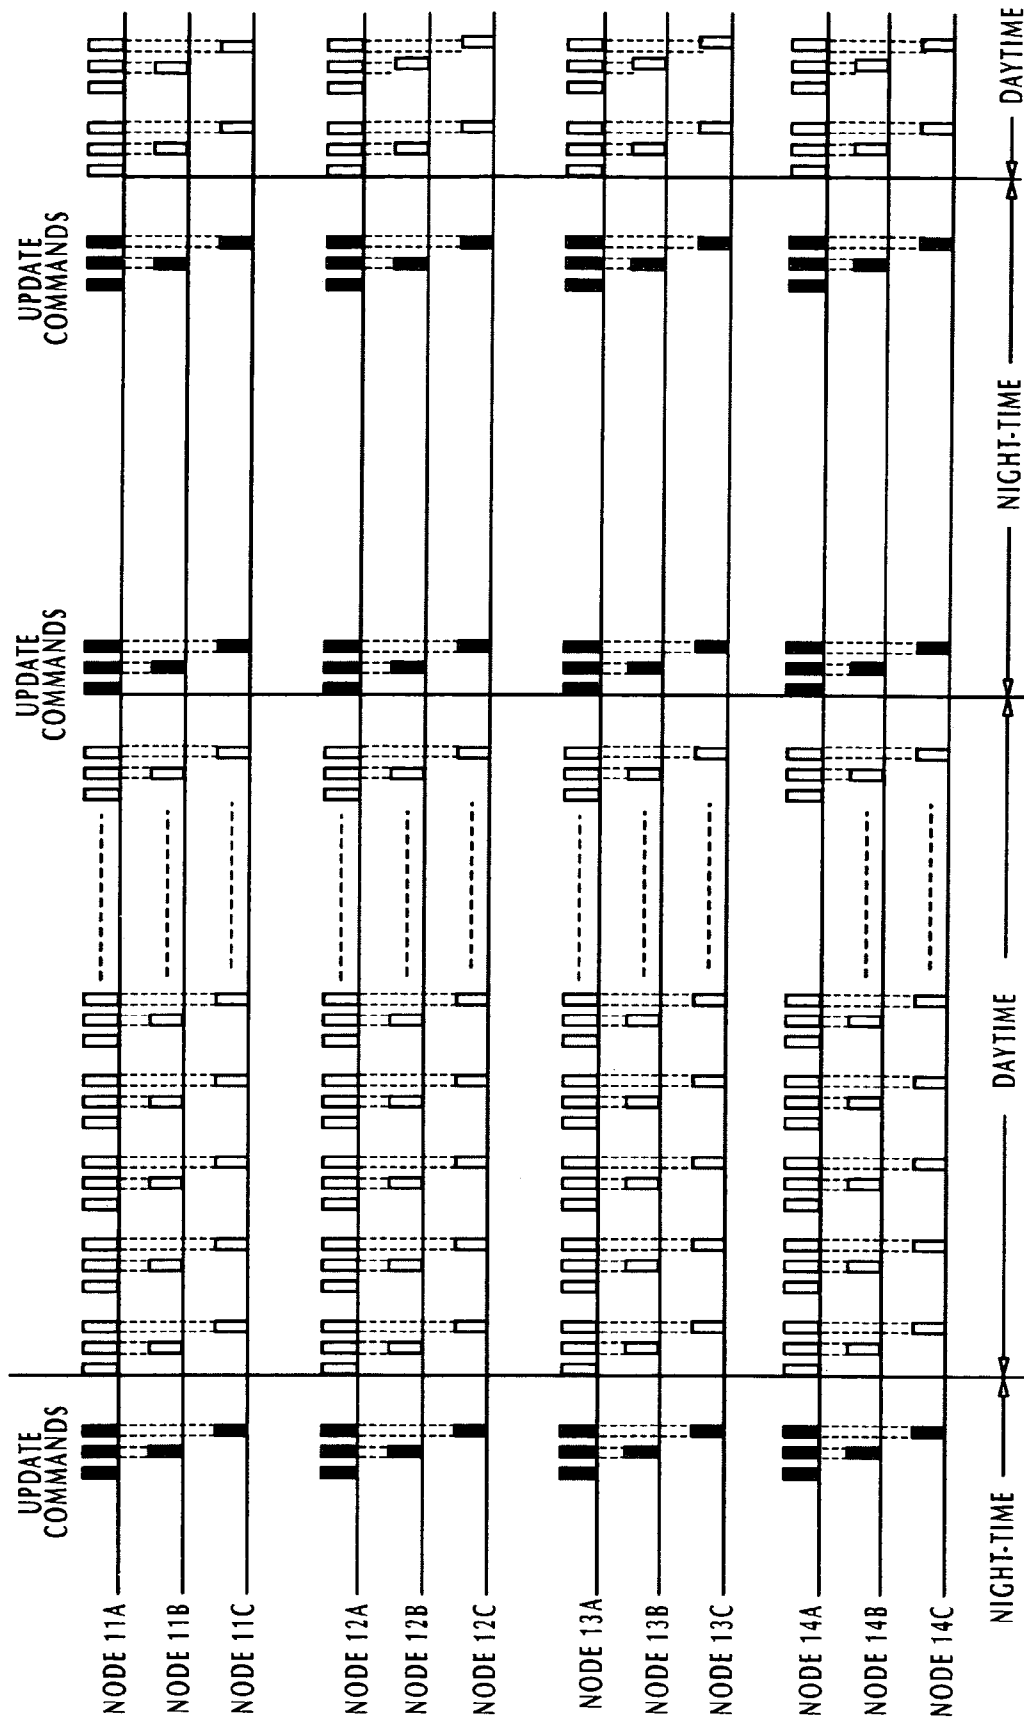 UPDATE
COMMANDS
UPDATE
COMMANDS
UPDATE
COMMANDS
NODE 11A
NODE 11B
NODE 11C
NODE 12A
NODE 12B
NODE 12C
NODE 13A
NODE 13B
NODE 13C
NODE 14A
NODE 14B
NODE 14C
NIGHT-TIME
DAYTIME
NIGHT-TIME
DAYTIME